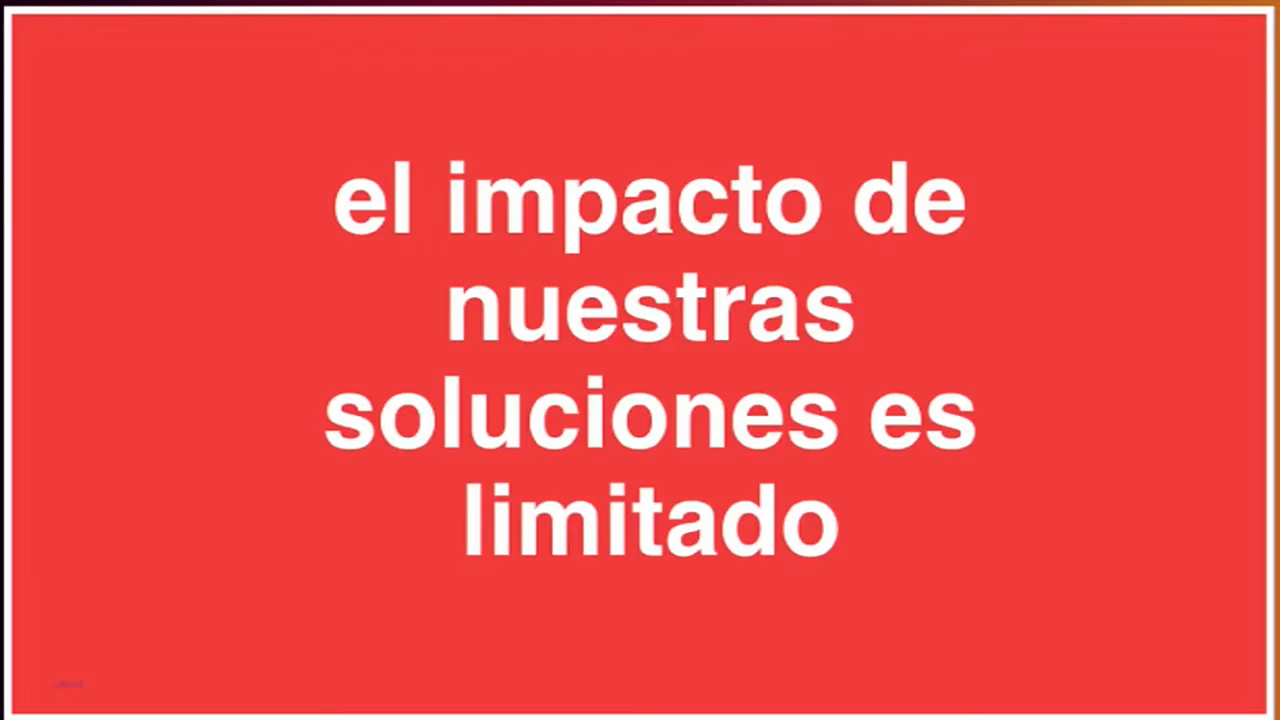 el impacto de
nuestras
soluciones es
limitado